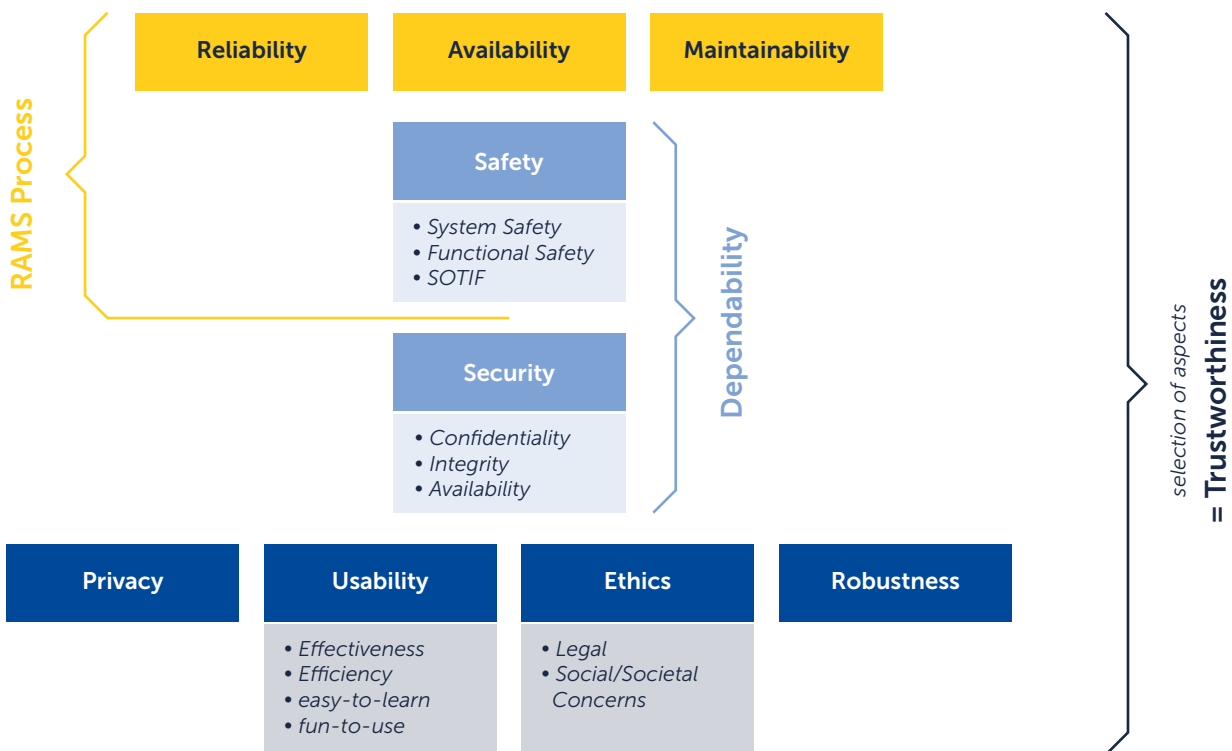 RAMS Process
Reliability
Availability
Maintainability
Safety
• System Safety
• Functional Safety
• SOTIF
Security
• Confidentiality
• Integrity
• Availability
Dependability
Privacy
Usability
• Effectiveness
• Efficiency
• easy-to-learn
• fun-to-use
Ethics
• Legal
• Social/Societal
Concerns
Robustness
selection of aspects
= Trustworthiness